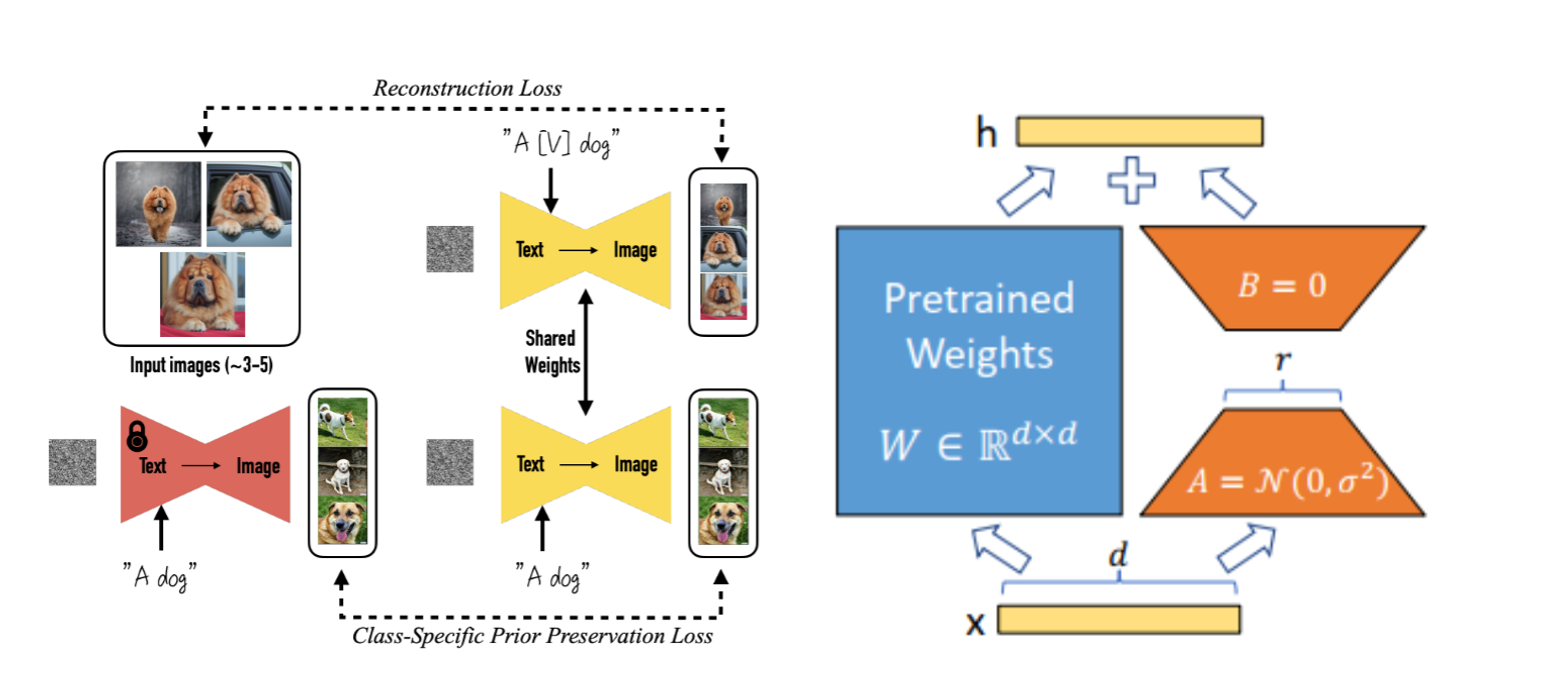 Reconstruction Loss
"A [V] dog"
Text → Image
Input images (~3-5)
Shared
Weights
Text → Image
Text → Image
"A dog"
"A dog"
Class-Specific Prior Preservation Loss
h
Pretrained
Weights
W ∈ ℝ^{d×d}
B = 0
r
A = 𝒩(0, σ²)
d
x